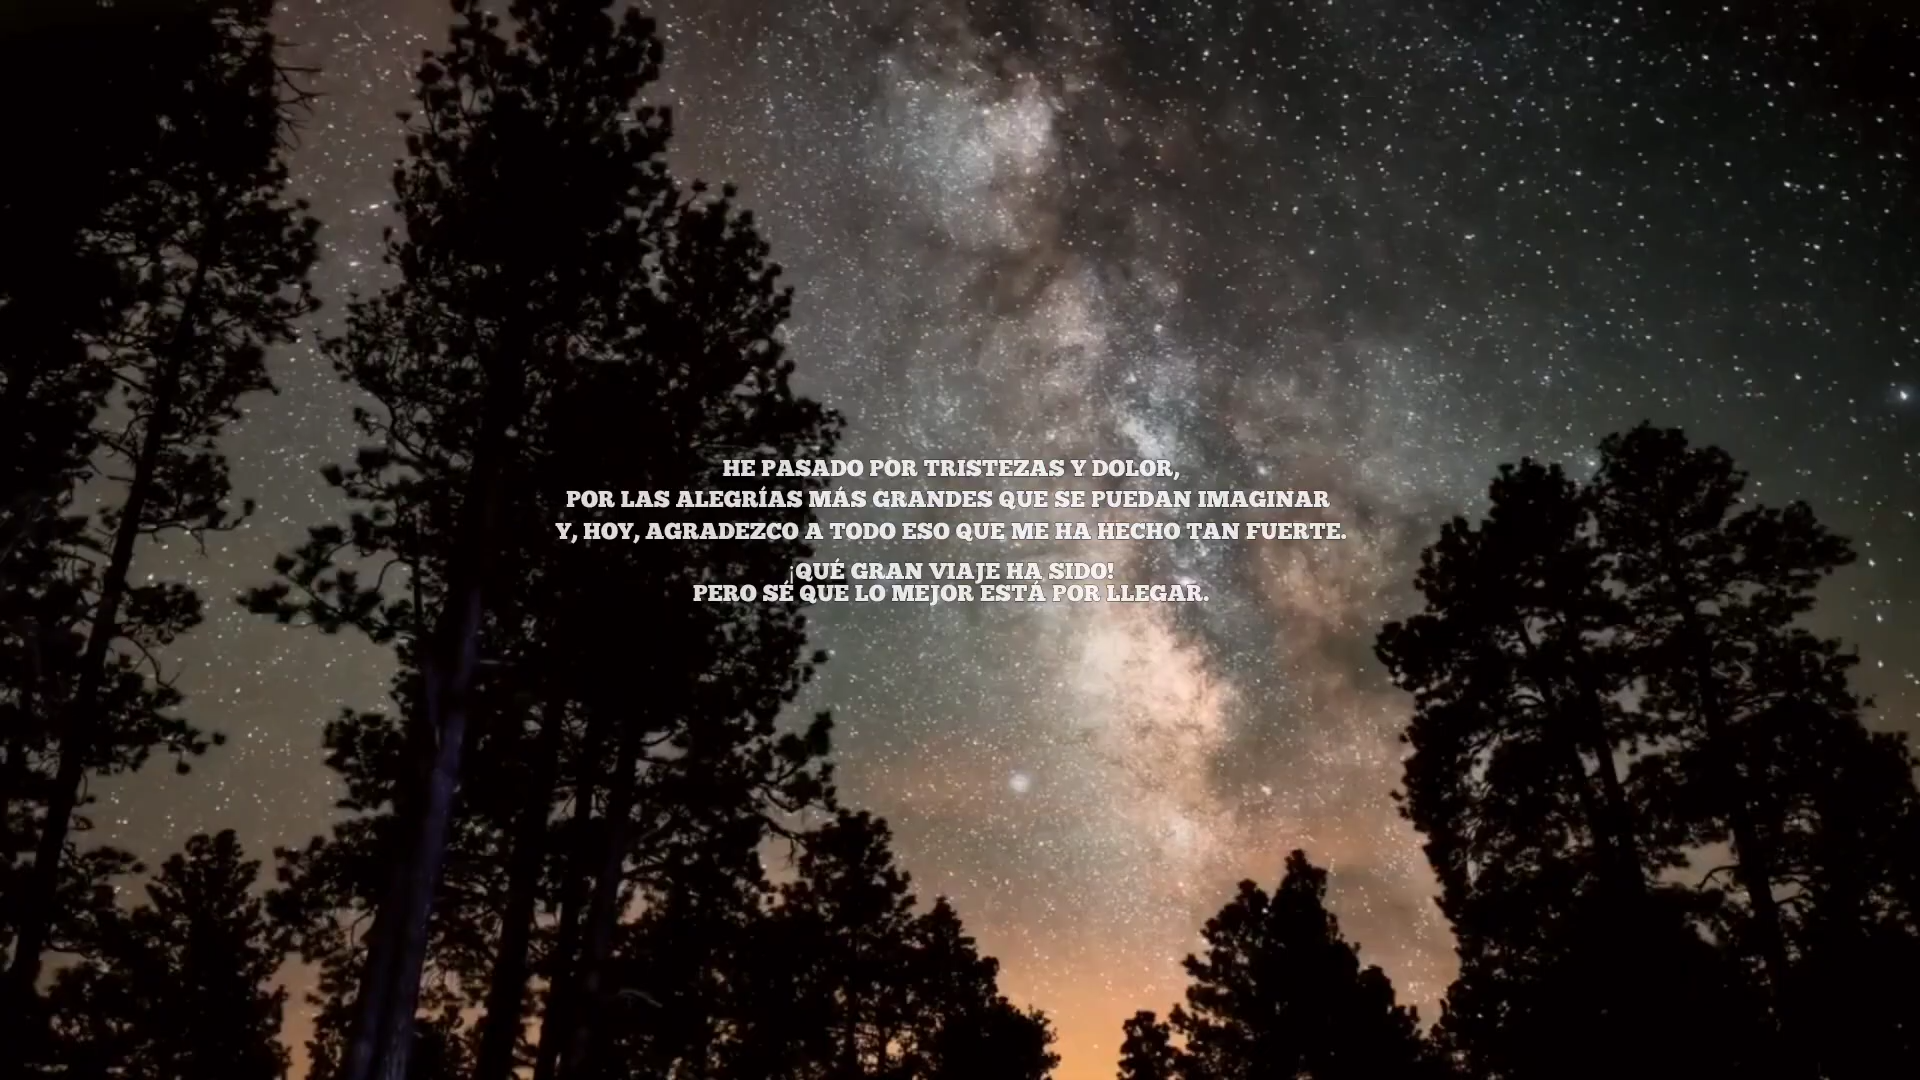 HE PASADO POR TRISTEZAS Y DOLOR,
POR LAS ALEGRÍAS MÁS GRANDES QUE SE PUEDAN IMAGINAR
Y, HOY, AGRADEZCO A TODO ESO QUE ME HA HECHO TAN FUERTE.
¡QUÉ GRAN VIAJE HA SIDO!
PERO SÉ QUE LO MEJOR ESTÁ POR LLEGAR.